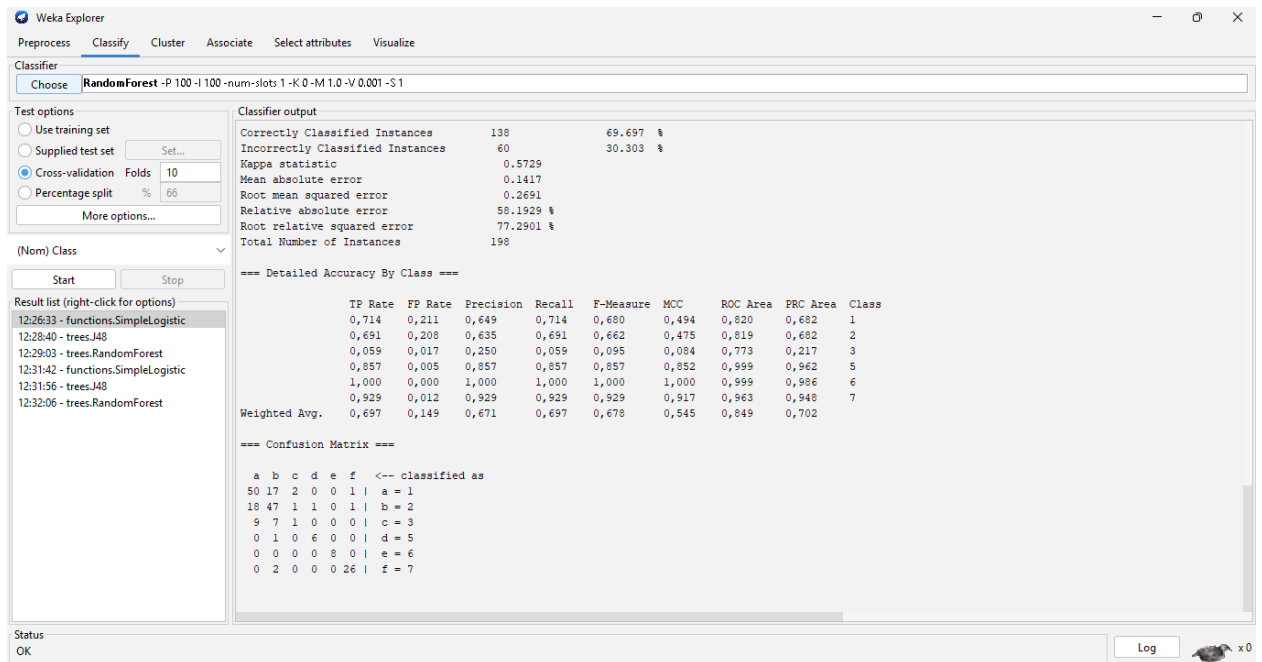 Weka Explorer
Preprocess Classify Cluster Associate Select attributes Visualize
Classifier
Choose RandomForest -P 100 -I 100 -num-slots 1 -K 0 -M 1.0 -V 0.001 -S 1
Test options
Use training set
Supplied test set Set...
Cross-validation Folds 10
Percentage split % 66
More options...
(Nom) Class
Start Stop
Result list (right-click for options)
12:26:33 - functions.SimpleLogistic
12:28:40 - trees.J48
12:29:03 - trees.RandomForest
12:31:42 - functions.SimpleLogistic
12:31:56 - trees.J48
12:32:06 - trees.RandomForest
Classifier output
Correctly Classified Instances 138 69.697 %
Incorrectly Classified Instances 60 30.303 %
Kappa statistic 0.5729
Mean absolute error 0.1417
Root mean squared error 0.2691
Relative absolute error 58.1929 %
Root relative squared error 77.2901 %
Total Number of Instances 198
=== Detailed Accuracy By Class ===
TP Rate FP Rate Precision Recall F-Measure MCC ROC Area PRC Area Class
0,714 0,211 0,649 0,714 0,680 0,494 0,820 0,682 1
0,691 0,208 0,635 0,691 0,662 0,475 0,819 0,682 2
0,059 0,017 0,250 0,059 0,095 0,084 0,773 0,217 3
0,857 0,005 0,857 0,857 0,857 0,852 0,999 0,962 5
1,000 0,000 1,000 1,000 1,000 1,000 0,999 0,986 6
0,929 0,012 0,929 0,929 0,929 0,917 0,963 0,948 7
Weighted Avg. 0,697 0,149 0,671 0,697 0,678 0,545 0,849 0,702
=== Confusion Matrix ===
a b c d e f <-- classified as
50 17 2 0 0 1 | a = 1
18 47 1 1 0 1 | b = 2
9 7 1 0 0 0 | c = 3
0 1 0 6 0 0 | d = 5
0 0 0 0 8 0 | e = 6
0 2 0 0 0 26 | f = 7
Status
OK
Log x 0